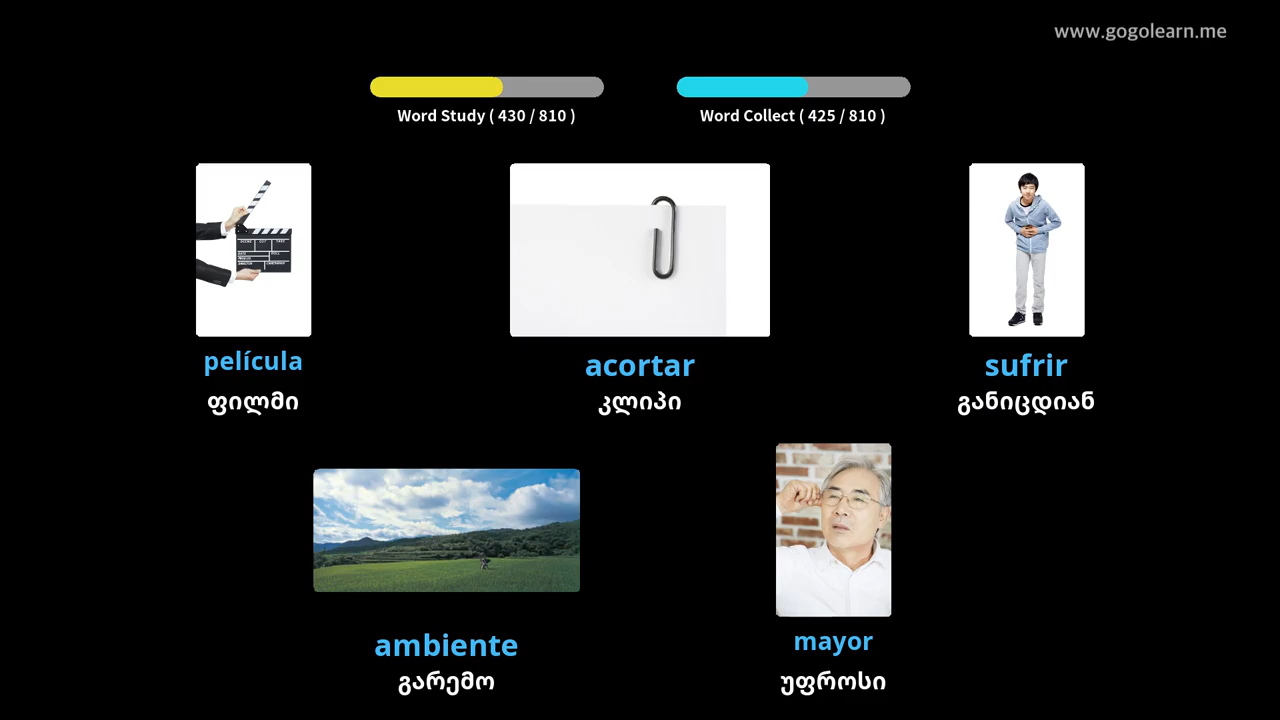 www.gogolearn.me
Word Study ( 430 / 810 )
Word Collect ( 425 / 810 )
película
acortar
sufrir
ფილმი
კლიპი
განიცდიან
ambiente
mayor
გარემო
უფროსი